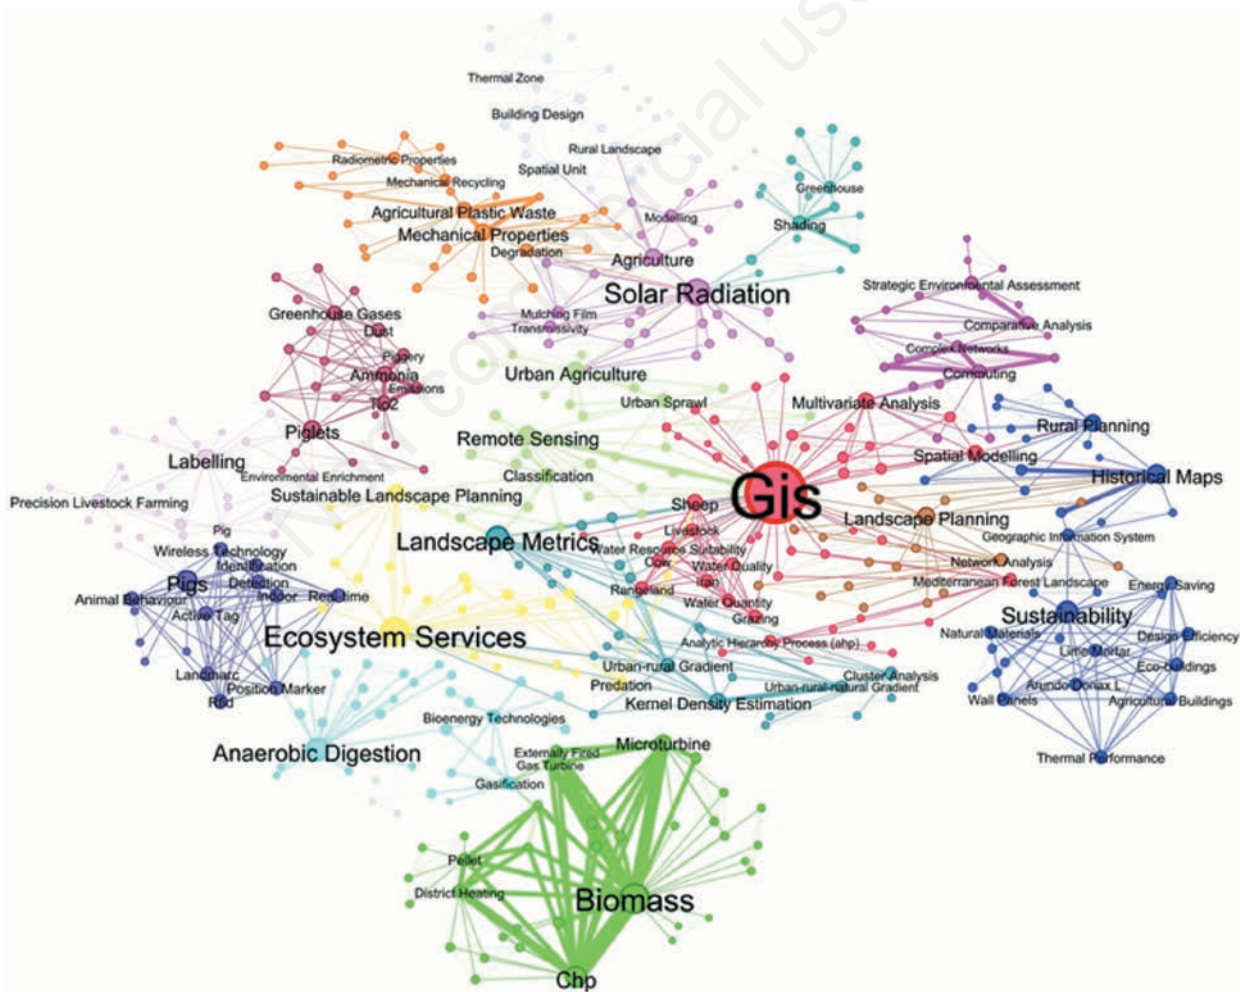 Non commercial use
Thermal Zone
Building Design
Rural Landscape
Spatial Unit
Radiometric Properties
Mechanical Recycling
Agricultural Plastic Waste
Mechanical Properties
Degradation
Modelling
Agriculture
Greenhouse
Shading
Solar Radiation
Mulching Film
Transmissivity
Strategic Environmental Assessment
Comparative Analysis
Complex Networks
Commuting
Greenhouse Gases
Dust
Piggery
Ammonia
Emissions
Tio2
Piglets
Urban Agriculture
Urban Sprawl
Multivariate Analysis
Rural Planning
Remote Sensing
Classification
Spatial Modelling
Historical Maps
Labelling
Environmental Enrichment
Sustainable Landscape Planning
Precision Livestock Farming
Gis
Sheep
Landscape Planning
Livestock
Geographic Information System
Landscape Metrics
Water Resource Suitability
Cow
Water Quality
Iran
Network Analysis
Mediterranean Forest Landscape
Energy Saving
Pig
Wireless Technology
Identification
Pigs
Detection
Animal Behaviour
Indoor
Real-time
Active Tag
Rangeland
Water Quantity
Grazing
Sustainability
Natural Materials
Design Efficiency
Lime Mortar
Eco-buildings
Ecosystem Services
Analytic Hierarchy Process (ahp)
Urban-rural Gradient
Cluster Analysis
Predation
Urban-rural-natural Gradient
Kernel Density Estimation
Arundo Donax L.
Wall Panels
Agricultural Buildings
Thermal Performance
Landmarc
Position Marker
Rfid
Bioenergy Technologies
Anaerobic Digestion
Externally Fired
Gas Turbine
Microturbine
Gasification
Pellet
District Heating
Biomass
Chp